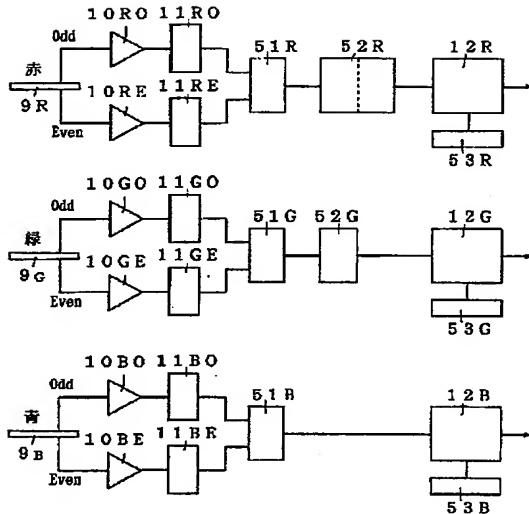 10RO 11RO
Odd
51R 52R 12R
赤
10RE 11RE
9R
Even
53R
10GO 11GO
Odd
51G 52G 12G
緑
10GE 11GE
9G
Even
53G
10BO 11BO
Odd
51B 12B
青
10BE 11BR
9B
Even
53B